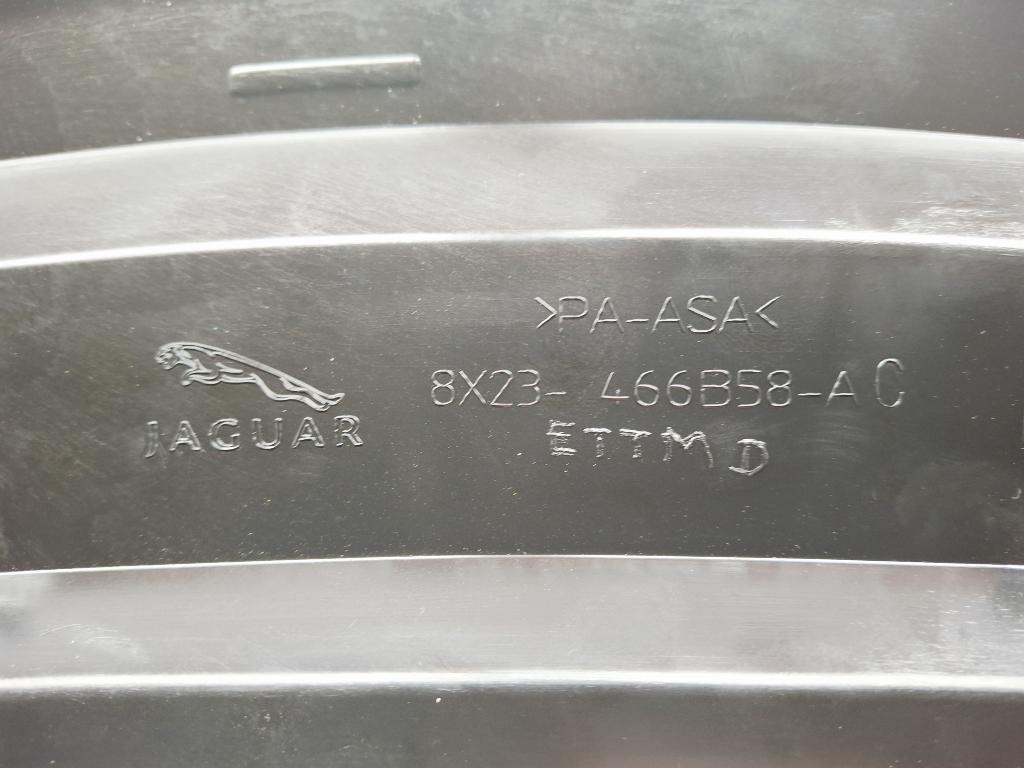 >PA-ASA<
JAGUAR
8X23- 466B58-AC
ETTMD